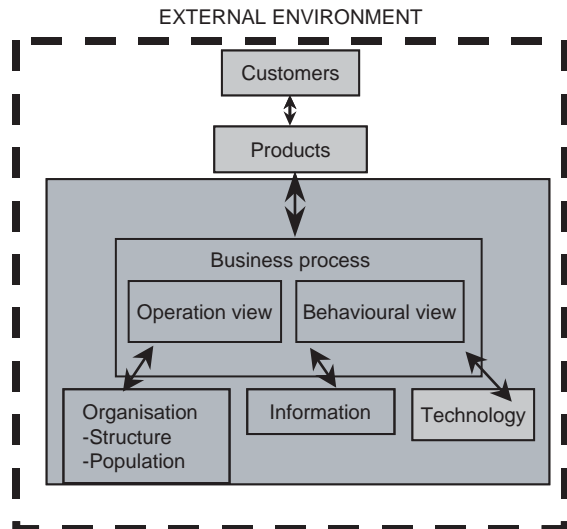 EXTERNAL ENVIRONMENT
Customers
Products
Business process
Operation view
Behavioural view
Organisation
-Structure
-Population
Information
Technology